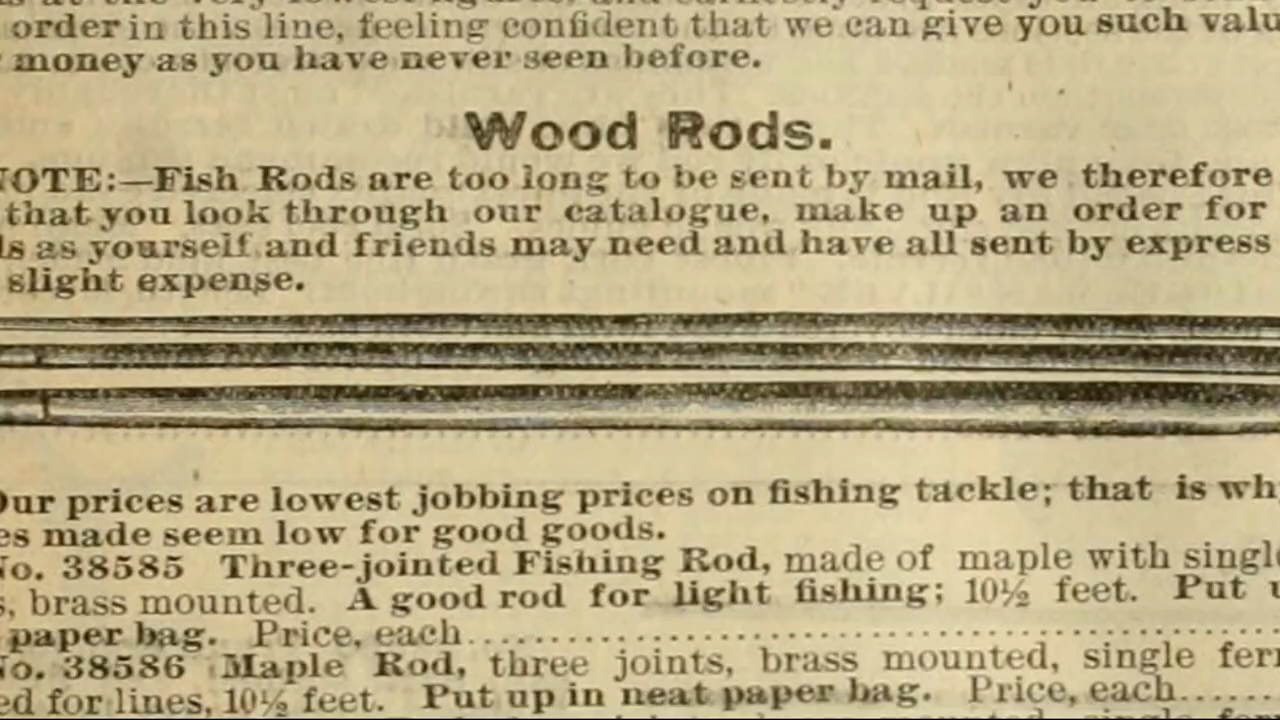 order in this line, feeling confident that we can give you such valu
money as you have never seen before.
Wood Rods.
NOTE:—Fish Rods are too long to be sent by mail, we therefore
that you look through our catalogue, make up an order for
ls as yourself and friends may need and have all sent by express
slight expense.
Our prices are lowest jobbing prices on fishing tackle; that is wh
es made seem low for good goods.
No. 38585 Three-jointed Fishing Rod, made of maple with single
s, brass mounted. A good rod for light fishing; 10½ feet. Put u
paper bag. Price, each
No. 38586 Maple Rod, three joints, brass mounted, single ferr
ed for lines, 10½ feet. Put up in neat paper bag. Price, each